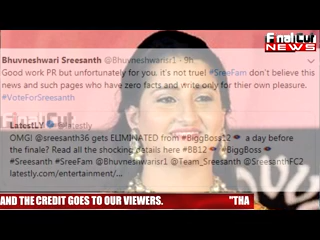 FinalCut
NEWS
Bhuvneshwari Sreesanth @Bhuvneshwarisr1 · 9h
Good work PR but unfortunately for you, it's not true! #SreeFam don't believe this
news and such pages who have zero facts and write only for thier own pleasure.
#VoteForSreesanth
LatestLY @latestly
OMG! @sreesanth36 gets ELIMINATED from #BiggBoss12 a day before
the finale? Read all the shocking details here #BB12 #BiggBoss
#Sreesanth #SreeFam @Bhuvneshwarisr1 @Team_Sreesanth @SreesanthFC2
latestly.com/entertainment/...
AND THE CREDIT GOES TO OUR VIEWERS. "THA